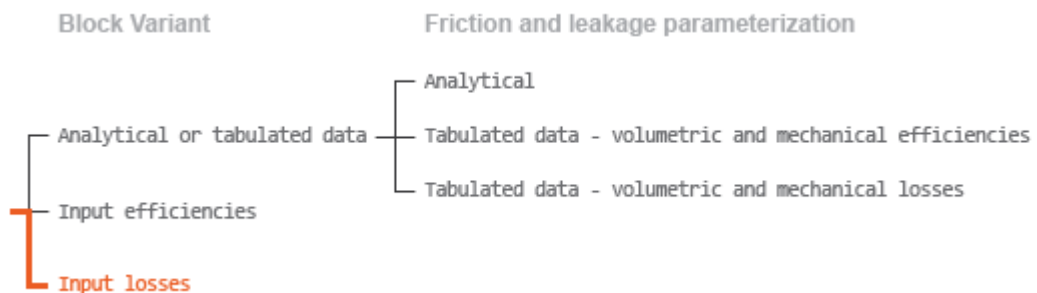 Block Variant Friction and leakage parameterization
Analytical
Analytical or tabulated data Tabulated data - volumetric and mechanical efficiencies
Tabulated data - volumetric and mechanical losses
Input efficiencies
Input losses